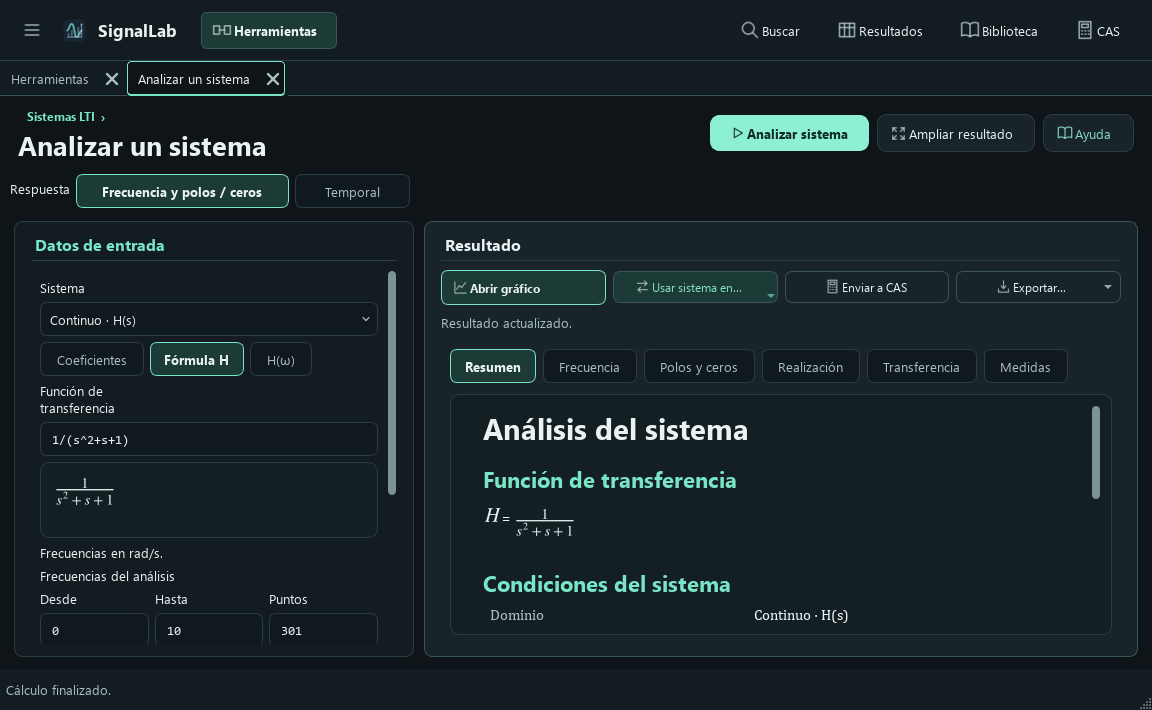 SignalLab
Herramientas
Buscar
Resultados
Biblioteca
CAS
Herramientas
Analizar un sistema
Sistemas LTI ›
Analizar un sistema
Analizar sistema
Ampliar resultado
Ayuda
Respuesta
Frecuencia y polos / ceros
Temporal
Datos de entrada
Sistema
Continuo · H(s)
Coeficientes
Fórmula H
H(ω)
Función de
transferencia
1/(s^2+s+1)
1
s² + s + 1
Frecuencias en rad/s.
Frecuencias del análisis
Desde
Hasta
Puntos
0
10
301
Resultado
Abrir gráfico
Usar sistema en...
Enviar a CAS
Exportar...
Resultado actualizado.
Resumen
Frecuencia
Polos y ceros
Realización
Transferencia
Medidas
Análisis del sistema
Función de transferencia
H = 1
s² + s + 1
Condiciones del sistema
Dominio
Continuo · H(s)
Cálculo finalizado.